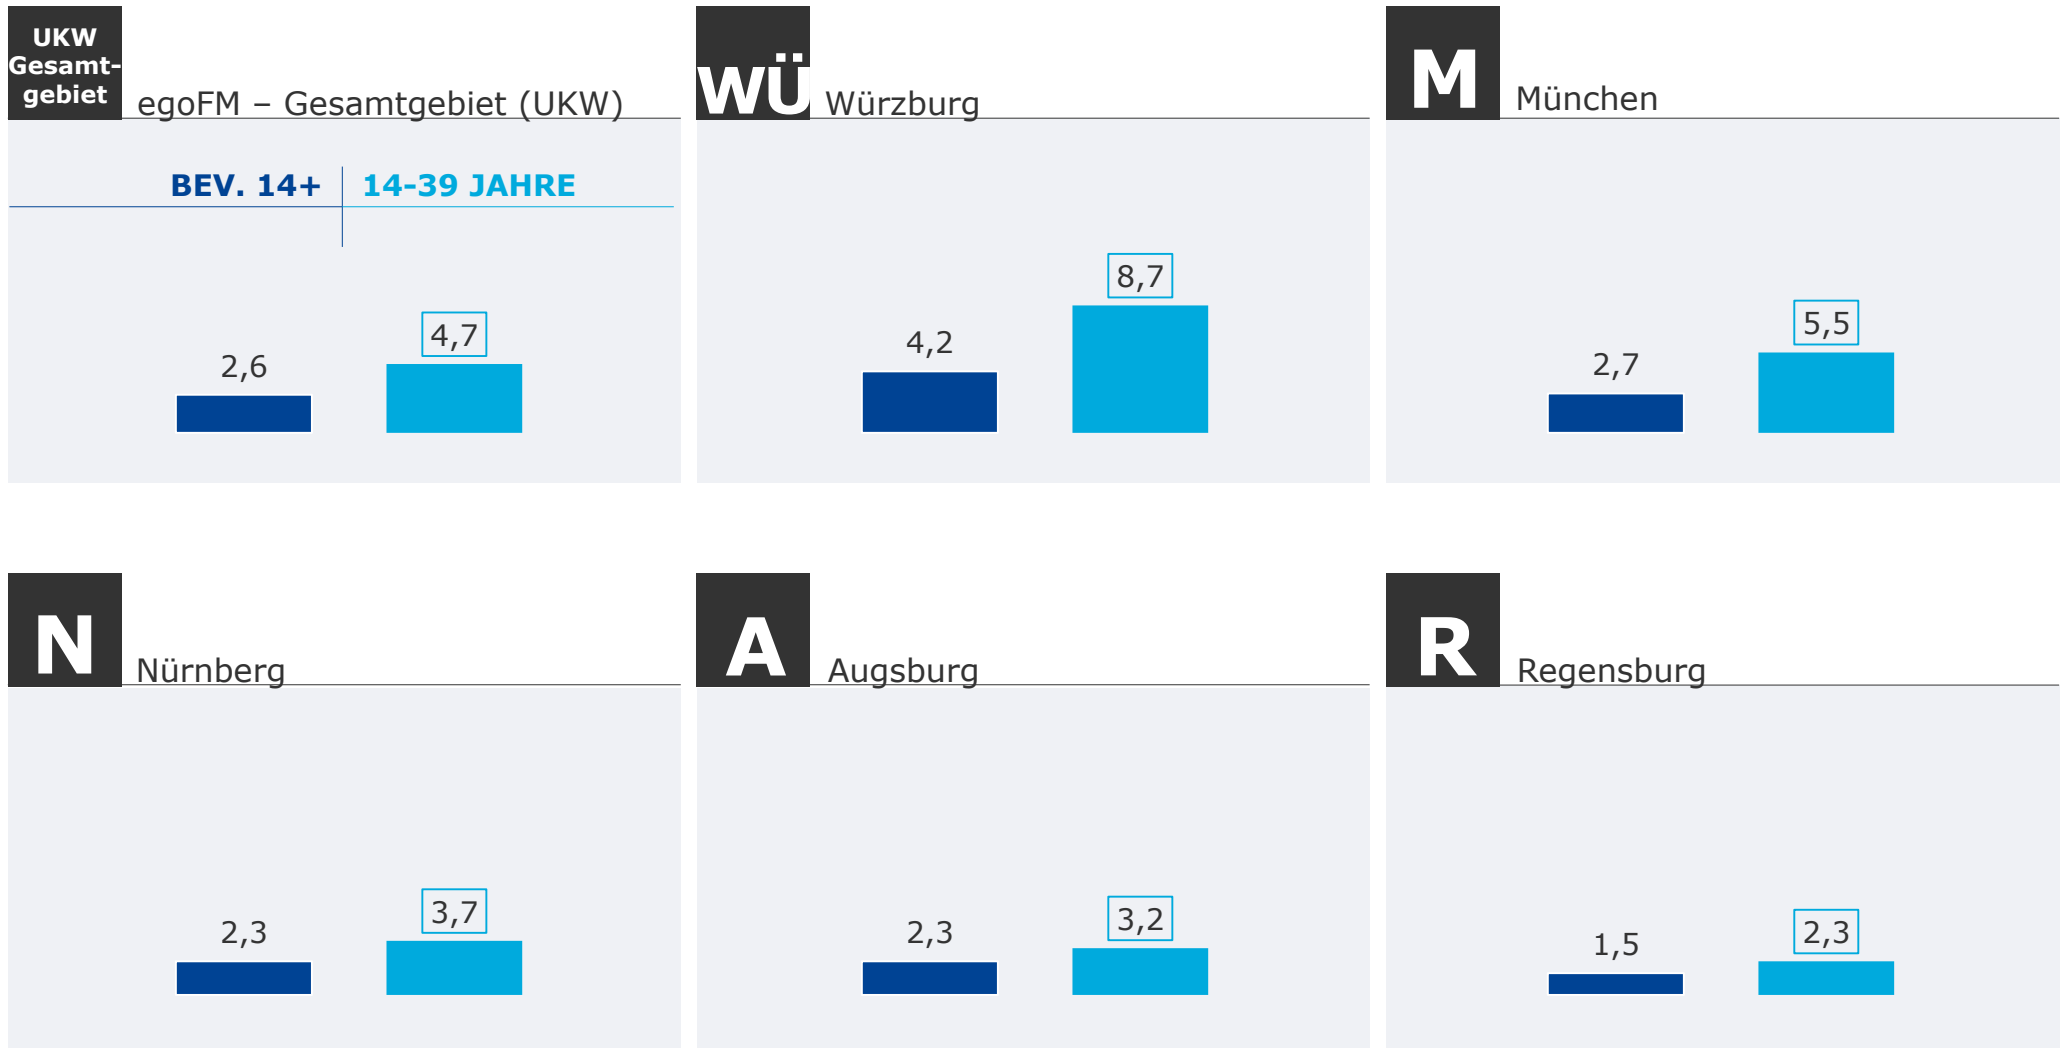 UKW
Gesamt-
gebiet
egoFM – Gesamtgebiet (UKW)
BEV. 14+
14-39 JAHRE
2,6
4,7
WÜ
Würzburg
4,2
8,7
M
München
2,7
5,5
N
Nürnberg
2,3
3,7
A
Augsburg
2,3
3,2
R
Regensburg
1,5
2,3